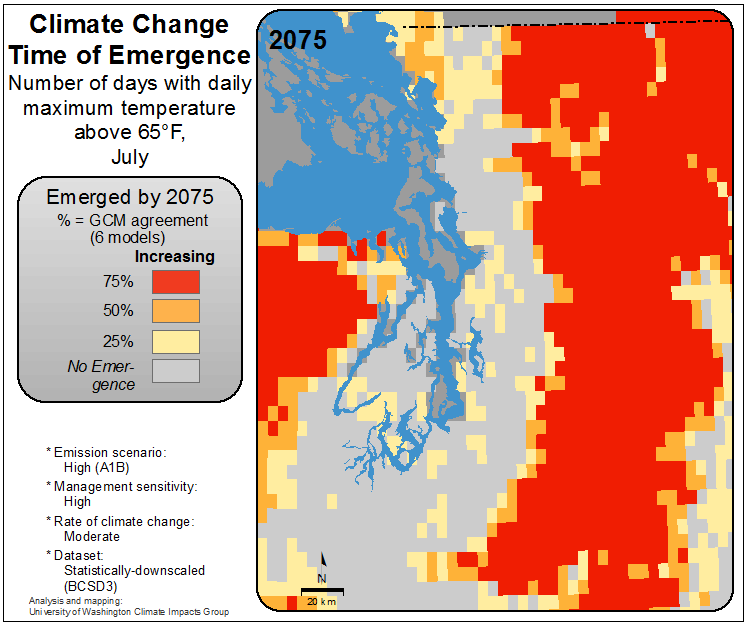 Climate Change
Time of Emergence
Number of days with daily
maximum temperature
above 65°F,
July
Emerged by 2075
% = GCM agreement
(6 models)
Increasing
75%
50%
25%
No Emer-
gence
* Emission scenario:
High (A1B)
* Management sensitivity:
High
* Rate of climate change:
Moderate
* Dataset:
Statistically-downscaled
(BCSD3)
Analysis and mapping:
University of Washington Climate Impacts Group
2075
N
20 km